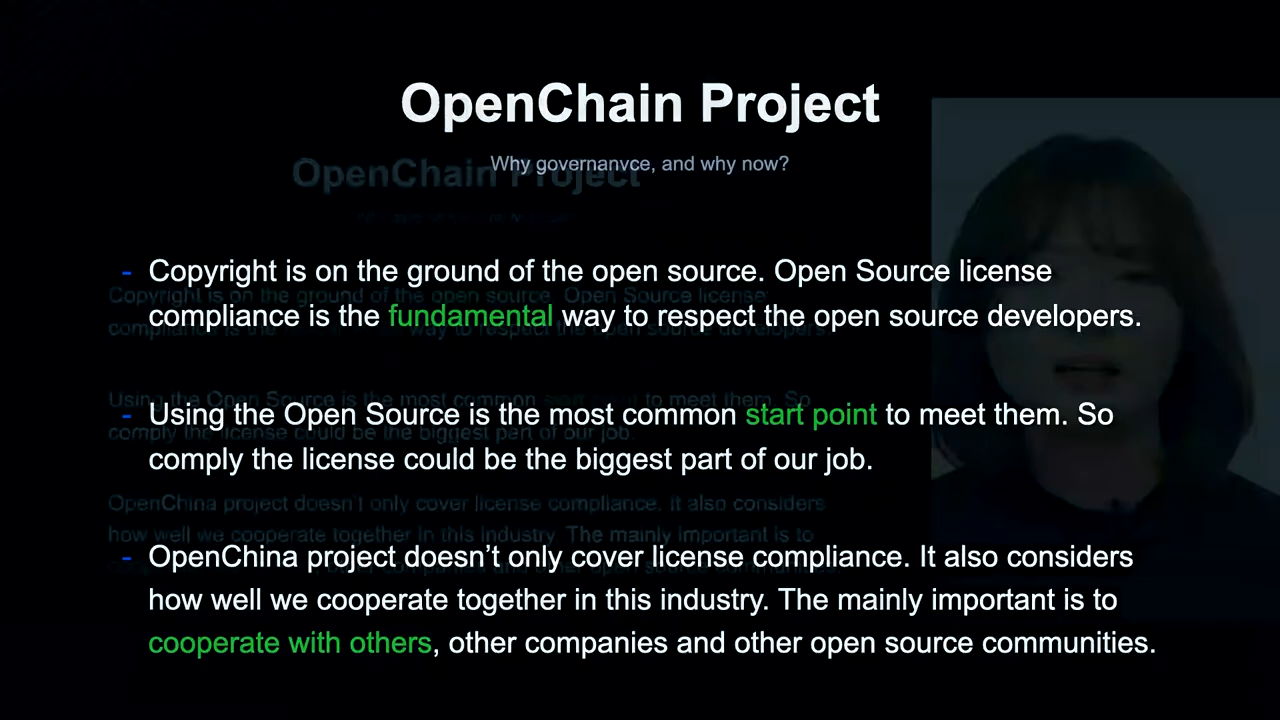 OpenChain Project
Why governanvce, and why now?
- Copyright is on the ground of the open source. Open Source license
compliance is the fundamental way to respect the open source developers.
- Using the Open Source is the most common start point to meet them. So
comply the license could be the biggest part of our job.
- OpenChina project doesn’t only cover license compliance. It also considers
how well we cooperate together in this industry. The mainly important is to
cooperate with others, other companies and other open source communities.